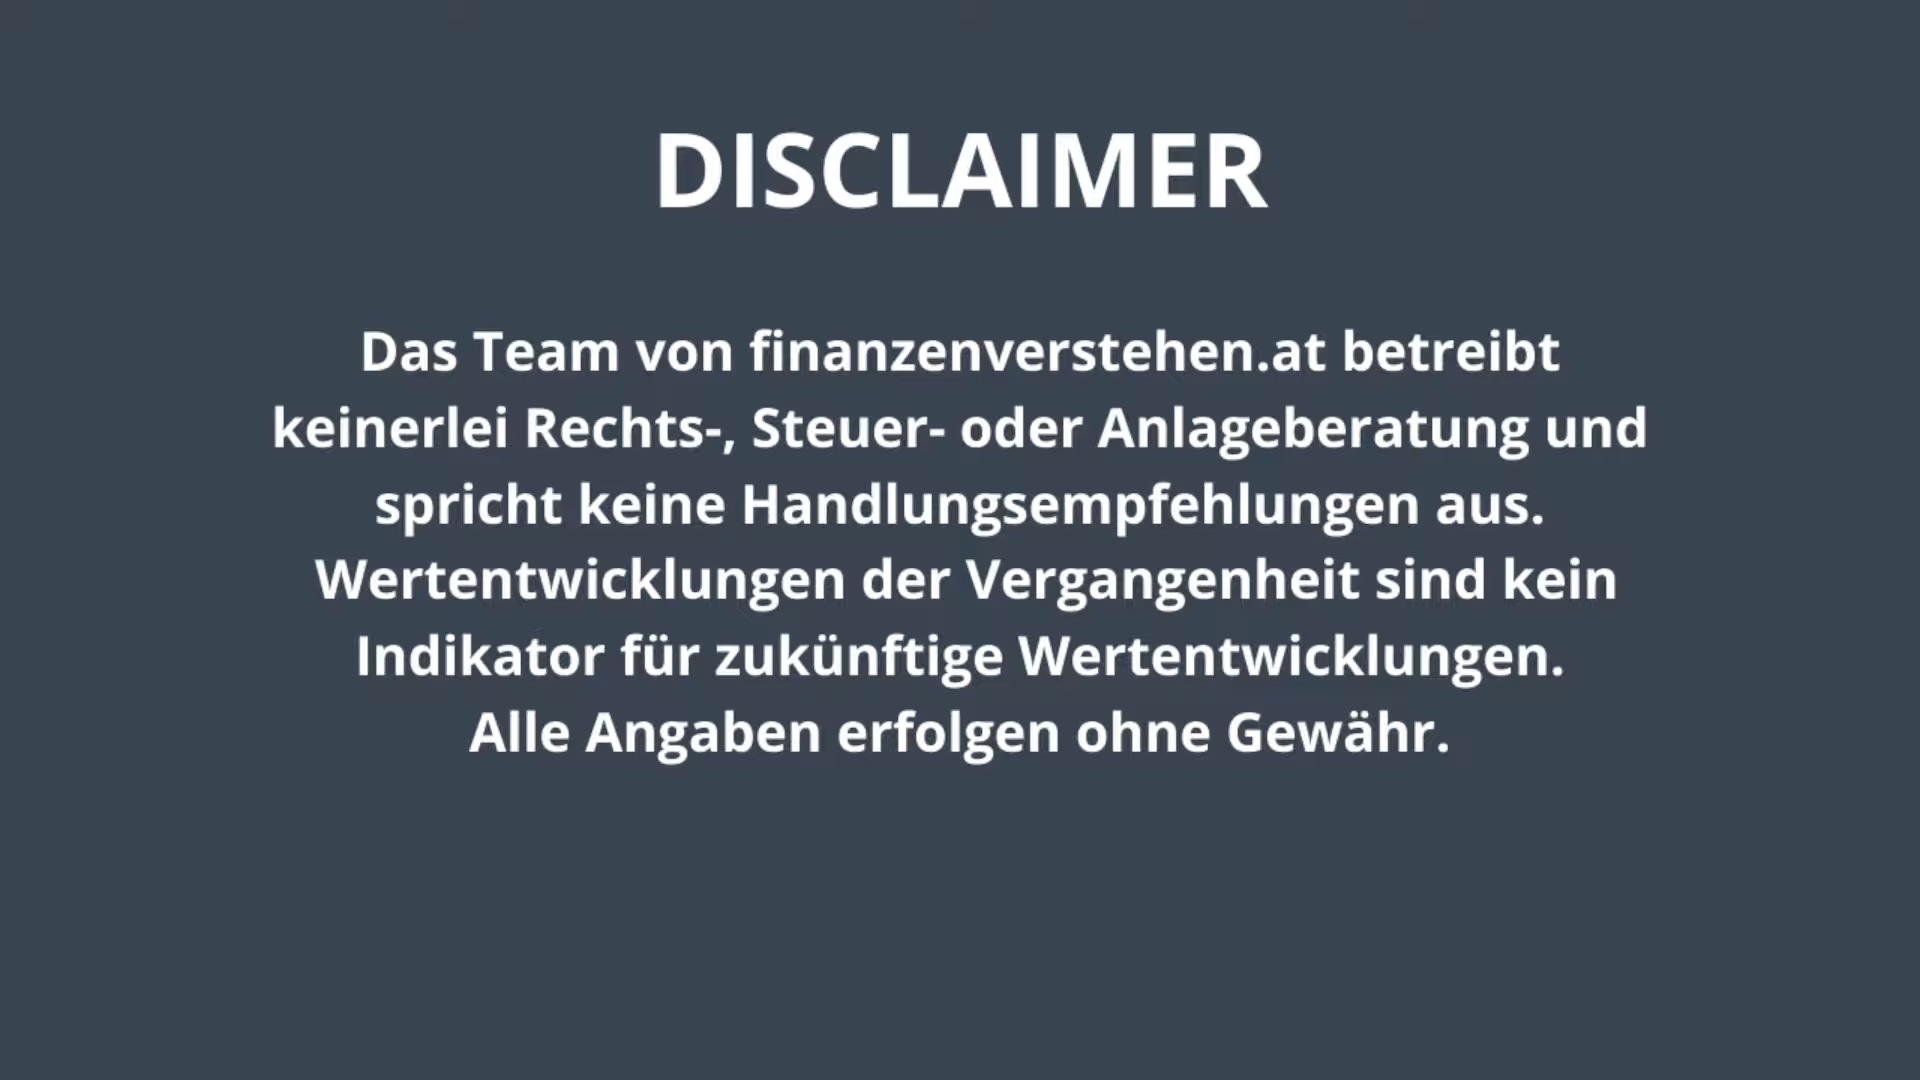 DISCLAIMER
Das Team von finanzenverstehen.at betreibt
keinerlei Rechts-, Steuer- oder Anlageberatung und
spricht keine Handlungsempfehlungen aus.
Wertentwicklungen der Vergangenheit sind kein
Indikator für zukünftige Wertentwicklungen.
Alle Angaben erfolgen ohne Gewähr.